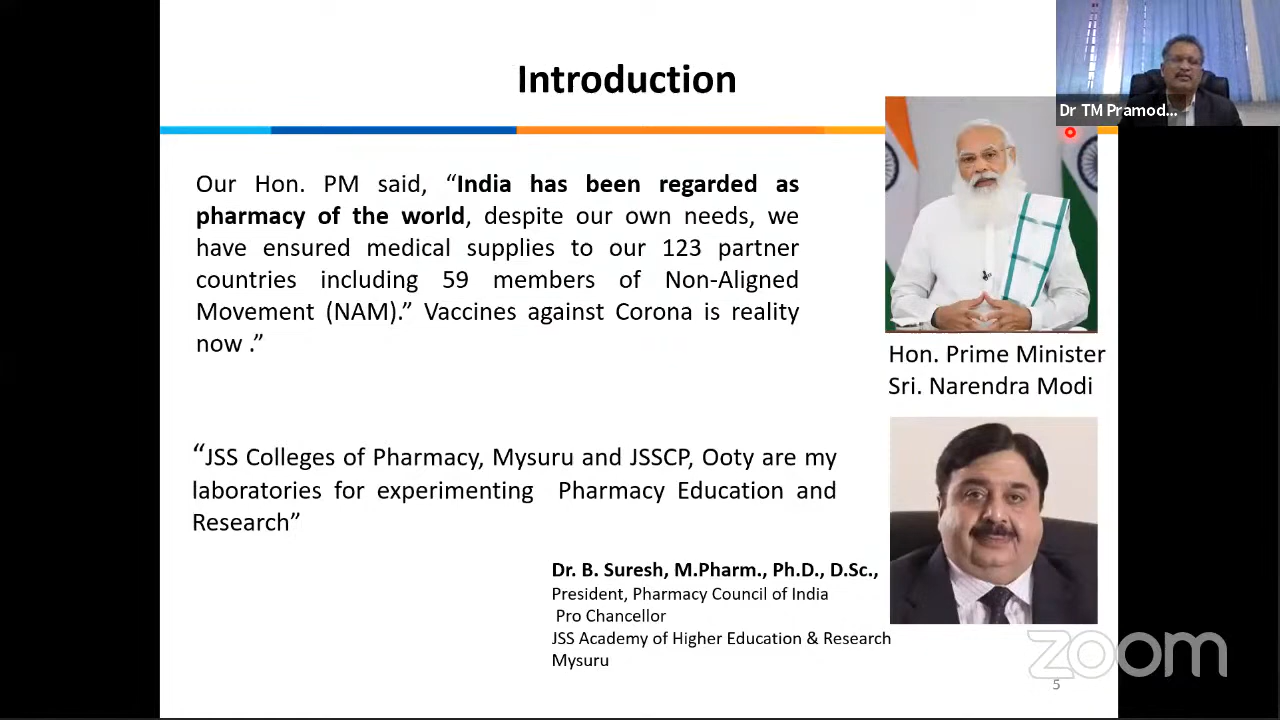 Introduction
Dr TM Pramod...
Our Hon. PM said, “India has been regarded as
pharmacy of the world, despite our own needs, we
have ensured medical supplies to our 123 partner
countries including 59 members of Non-Aligned
Movement (NAM).” Vaccines against Corona is reality
now .”
Hon. Prime Minister
Sri. Narendra Modi
“JSS Colleges of Pharmacy, Mysuru and JSSCP, Ooty are my
laboratories for experimenting Pharmacy Education and
Research”
Dr. B. Suresh, M.Pharm., Ph.D., D.Sc.,
President, Pharmacy Council of India
Pro Chancellor
JSS Academy of Higher Education & Research
Mysuru
zoom
5